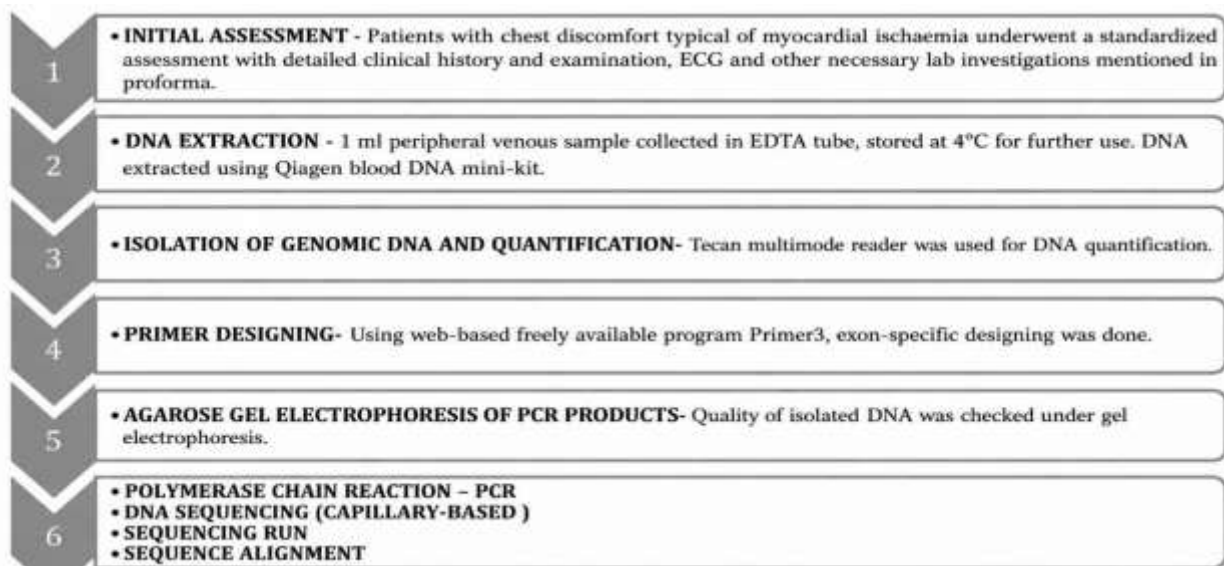 1
• INITIAL ASSESSMENT - Patients with chest discomfort typical of myocardial ischaemia underwent a standardized
assessment with detailed clinical history and examination, ECG and other necessary lab investigations mentioned in
proforma.
2
• DNA EXTRACTION - 1 ml peripheral venous sample collected in EDTA tube, stored at 4°C for further use. DNA
extracted using Qiagen blood DNA mini-kit.
3
• ISOLATION OF GENOMIC DNA AND QUANTIFICATION- Tecan multimode reader was used for DNA quantification.
4
• PRIMER DESIGNING- Using web-based freely available program Primer3, exon-specific designing was done.
5
• AGAROSE GEL ELECTROPHORESIS OF PCR PRODUCTS- Quality of isolated DNA was checked under gel
electrophoresis.
6
• POLYMERASE CHAIN REACTION – PCR
• DNA SEQUENCING (CAPILLARY-BASED )
• SEQUENCING RUN
• SEQUENCE ALIGNMENT